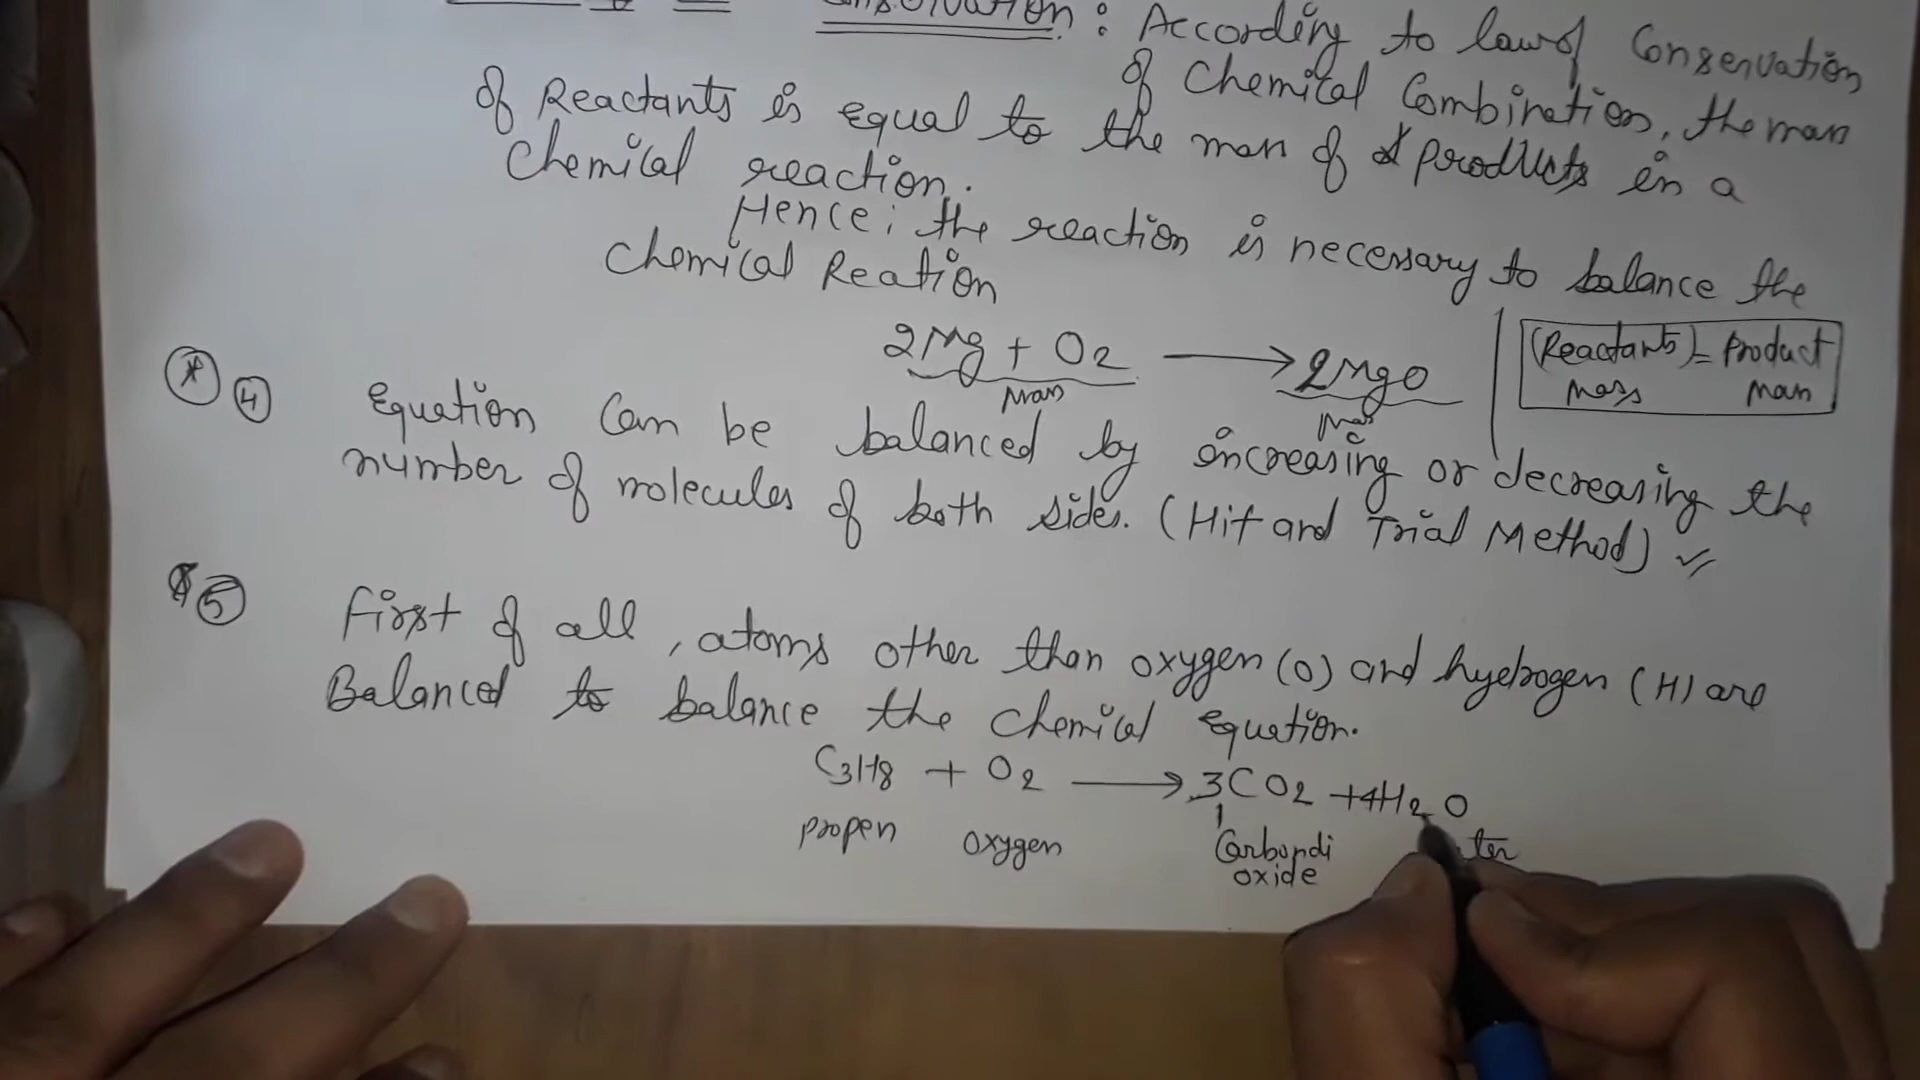 : According to law of Conservation
of Chemical Combination, the mass
of Reactants is equal to the mass of products in a
Chemical reaction.
Hence; the reaction is necessary to balance the
Chemical Reation
2Mg + O2 → 2MgO
Mass
Mass
(Reactants) = Product
Mass Mass
* 4 Equation Can be balanced by increasing or decreasing the
number of molecules of both sides. (Hit and Trial Method) ✓
5 First of all, atoms other than oxygen (O) and hyebrogen (H) are
Balanced to balance the Chemical Equation.
C3H8 + O2 → 3CO2 + 4H2O
propen oxygen Carbondi
oxide
ter